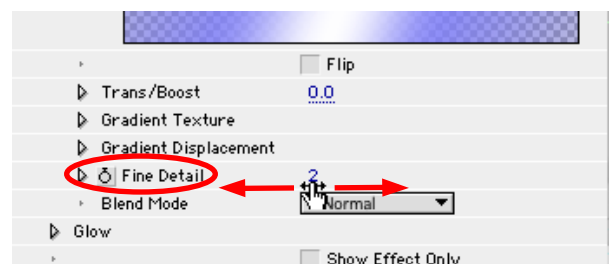 Flip
Trans/Boost 0.0
Gradient Texture
Gradient Displacement
Fine Detail 2
Blend Mode Normal
Glow
Show Effect Only